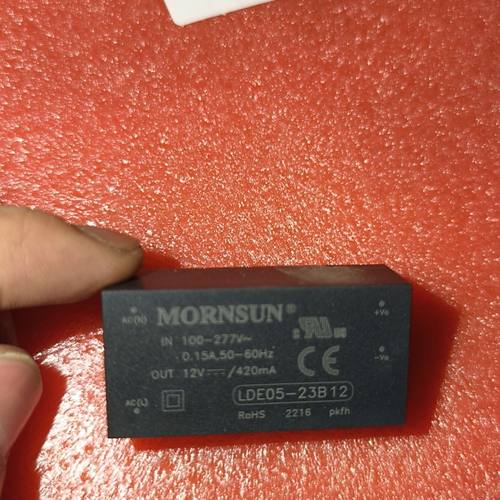 AC(N)
MORNSUN®
+Vo
IN 100-277V~
0.15A,50-60Hz
OUT 12V⎓/420mA
CE
-Vo
AC(L)
LDE05-23B12
RoHS 2216 pkfh